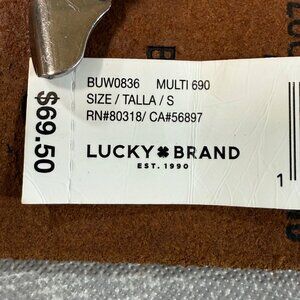 BUW0836 MULTI 690
SIZE / TALLA / S
RN#80318/ CA#56897
$69.50
LUCKY BRAND
EST. 1990
1